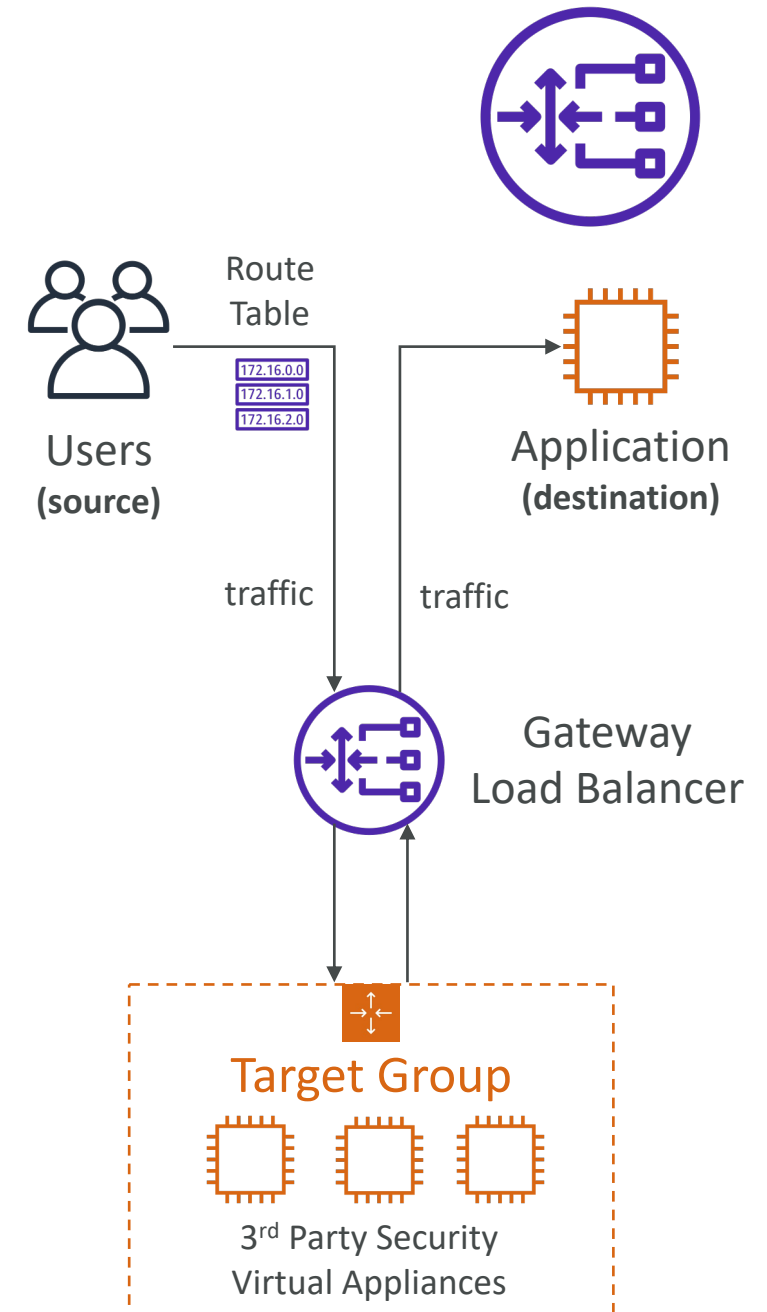 Route
Table
172.16.0.0
172.16.1.0
172.16.2.0
Users
(source)
Application
(destination)
traffic
traffic
Gateway
Load Balancer
Target Group
3rd Party Security
Virtual Appliances